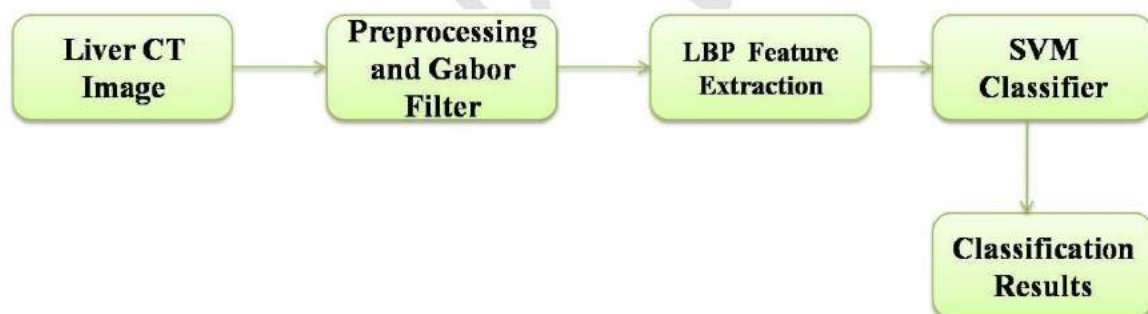 Liver CT
Image
Preprocessing
and Gabor
Filter
LBP Feature
Extraction
SVM
Classifier
Classification
Results